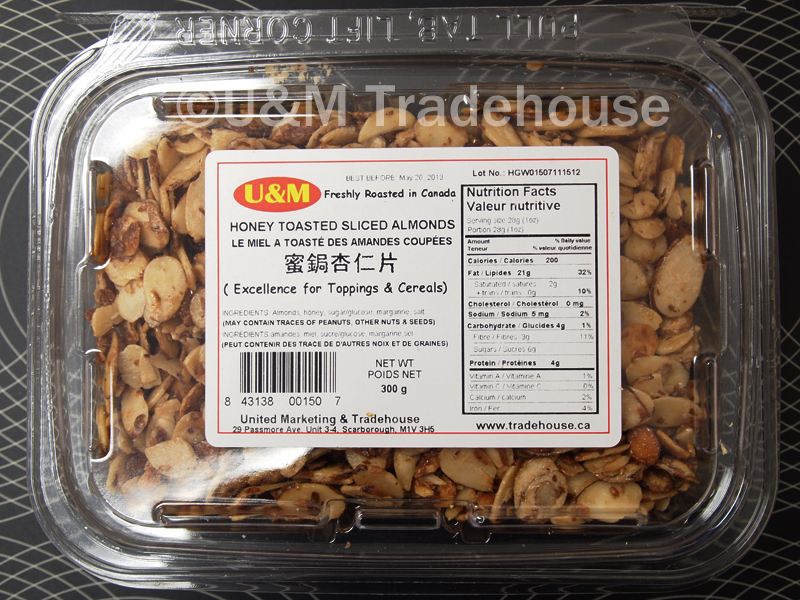 PULL TAB, LIFT CORNER
©U&M Tradehouse
BEST BEFORE: May 20, 2013
Lot No.: HGW01507111512
U&M
Freshly Roasted in Canada
HONEY TOASTED SLICED ALMONDS
LE MIEL A TOASTÉ DES AMANDES COUPÉES
蜜鋦杏仁片
( Excellence for Toppings & Cereals)
INGREDIENTS: Almonds, honey, sugar/glucose, margarine, salt
(MAY CONTAIN TRACES OF PEANUTS, OTHER NUTS & SEEDS)
INGREDIENTS: amandes, miel, sucre/glucose, margarine, sel
(PEUT CONTENIR DES TRACE DE D'AUTRES NOIX ET DE GRAINES)
8 43138 00150 7
NET WT
POIDS NET
300 g
United Marketing & Tradehouse
29 Passmore Ave. Unit 3-4, Scarborough, M1V 3H5
Nutrition Facts
Valeur nutritive
Serving size 28g (1oz)
Portion 28g (1oz)
Amount % Daily value
Teneur % valeur quotidienne
Calories / Calories 200
Fat / Lipides 21g 32%
Saturated / saturés 2g
+ trans / trans 0g 10%
Cholesterol / Cholestérol 0 mg
Sodium / Sodium 5 mg 2%
Carbohydrate / Glucides 4g 1%
Fibre / Fibres 3g 11%
Sugars / Sucres 6g
Protein / Protéines 4g
Vitamin A / Vitamine A 1%
Vitamin C / Vitamine C 0%
Calcium / calcium 2%
Iron / Fer 4%
www.tradehouse.ca